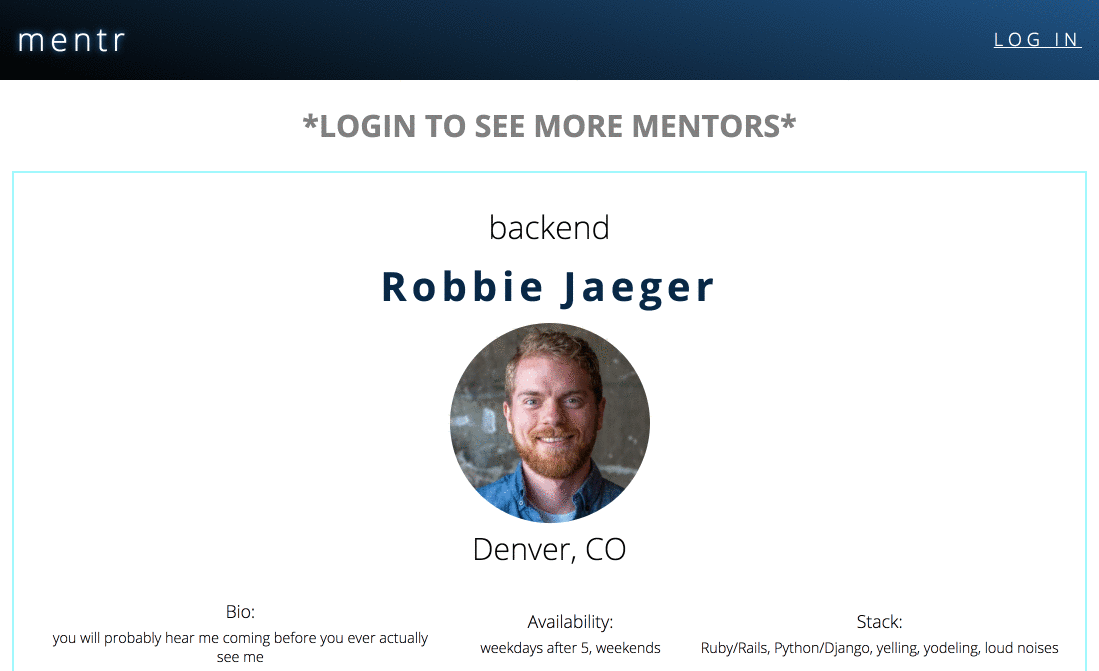 mentr
LOG IN
*LOGIN TO SEE MORE MENTORS*
backend
Robbie Jaeger
Denver, CO
Bio:
you will probably hear me coming before you ever actually
see me
Availability:
weekdays after 5, weekends
Stack:
Ruby/Rails, Python/Django, yelling, yodeling, loud noises